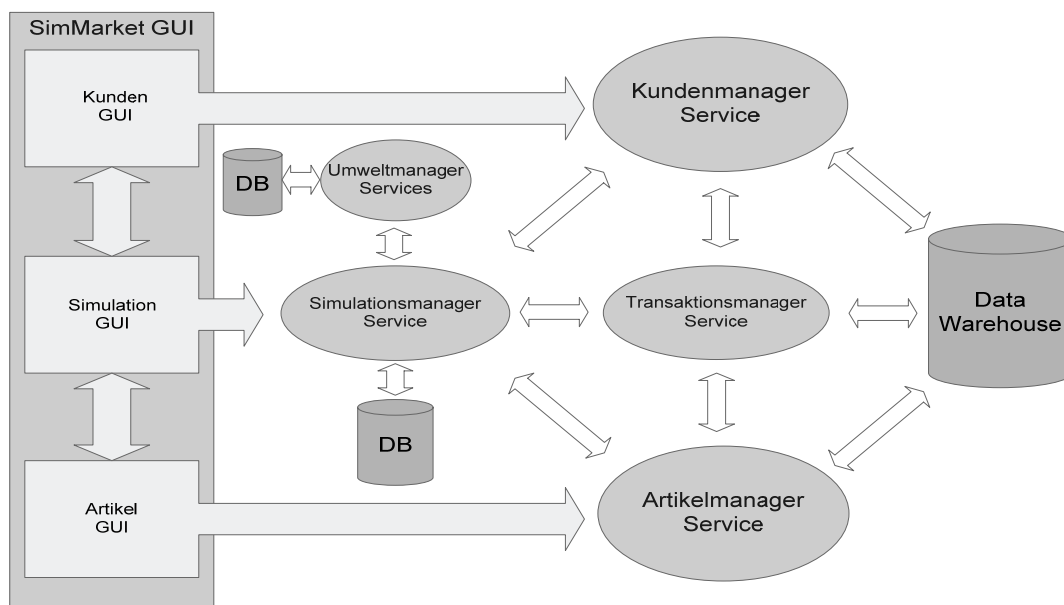 SimMarket GUI
Kunden
GUI
Kundenmanager
Service
DB
Umweltmanager
Services
Simulation
GUI
Simulationsmanager
Service
Transaktionsmanager
Service
Data
Warehouse
DB
Artikel
GUI
Artikelmanager
Service